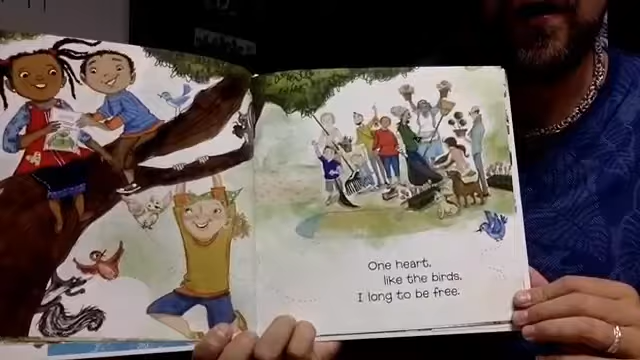 One heart,
like the birds.
I long to be free.